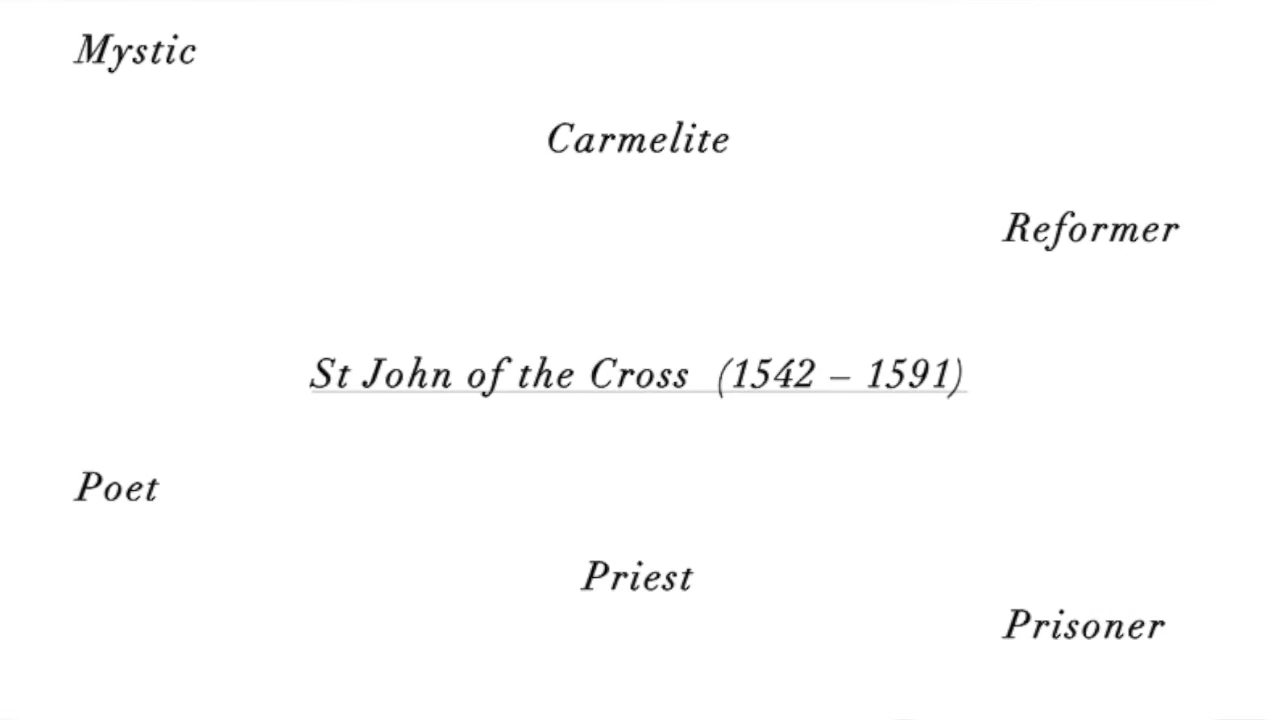 Mystic
Carmelite
Reformer
St John of the Cross (1542 – 1591)
Poet
Priest
Prisoner